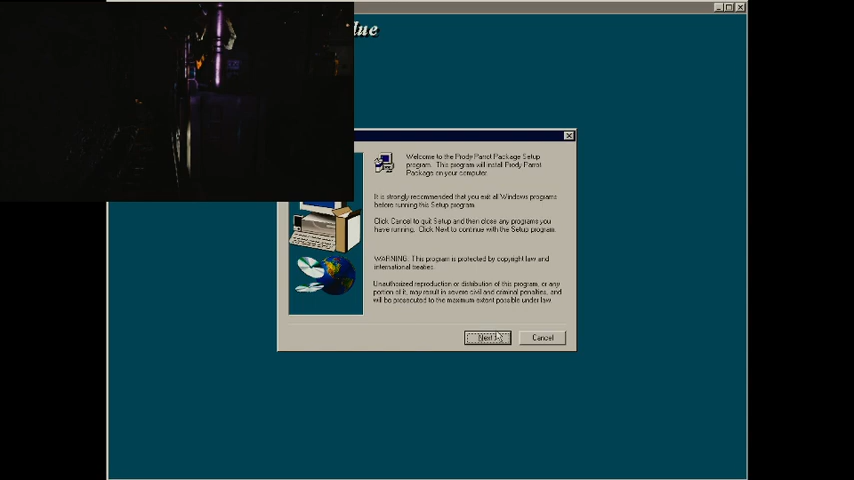 Welcome to the Prody Parrot Package Setup
program. This program will install Prody Parrot
Package on your computer.
It is strongly recommended that you exit all Windows programs
before running this Setup program.
Click Cancel to quit Setup and then close any programs you
have running. Click Next to continue with the Setup program.
WARNING: This program is protected by copyright law and
international treaties.
Unauthorized reproduction or distribution of this program, or any
portion of it, may result in severe civil and criminal penalties, and
will be prosecuted to the maximum extent possible under law.
Next >
Cancel